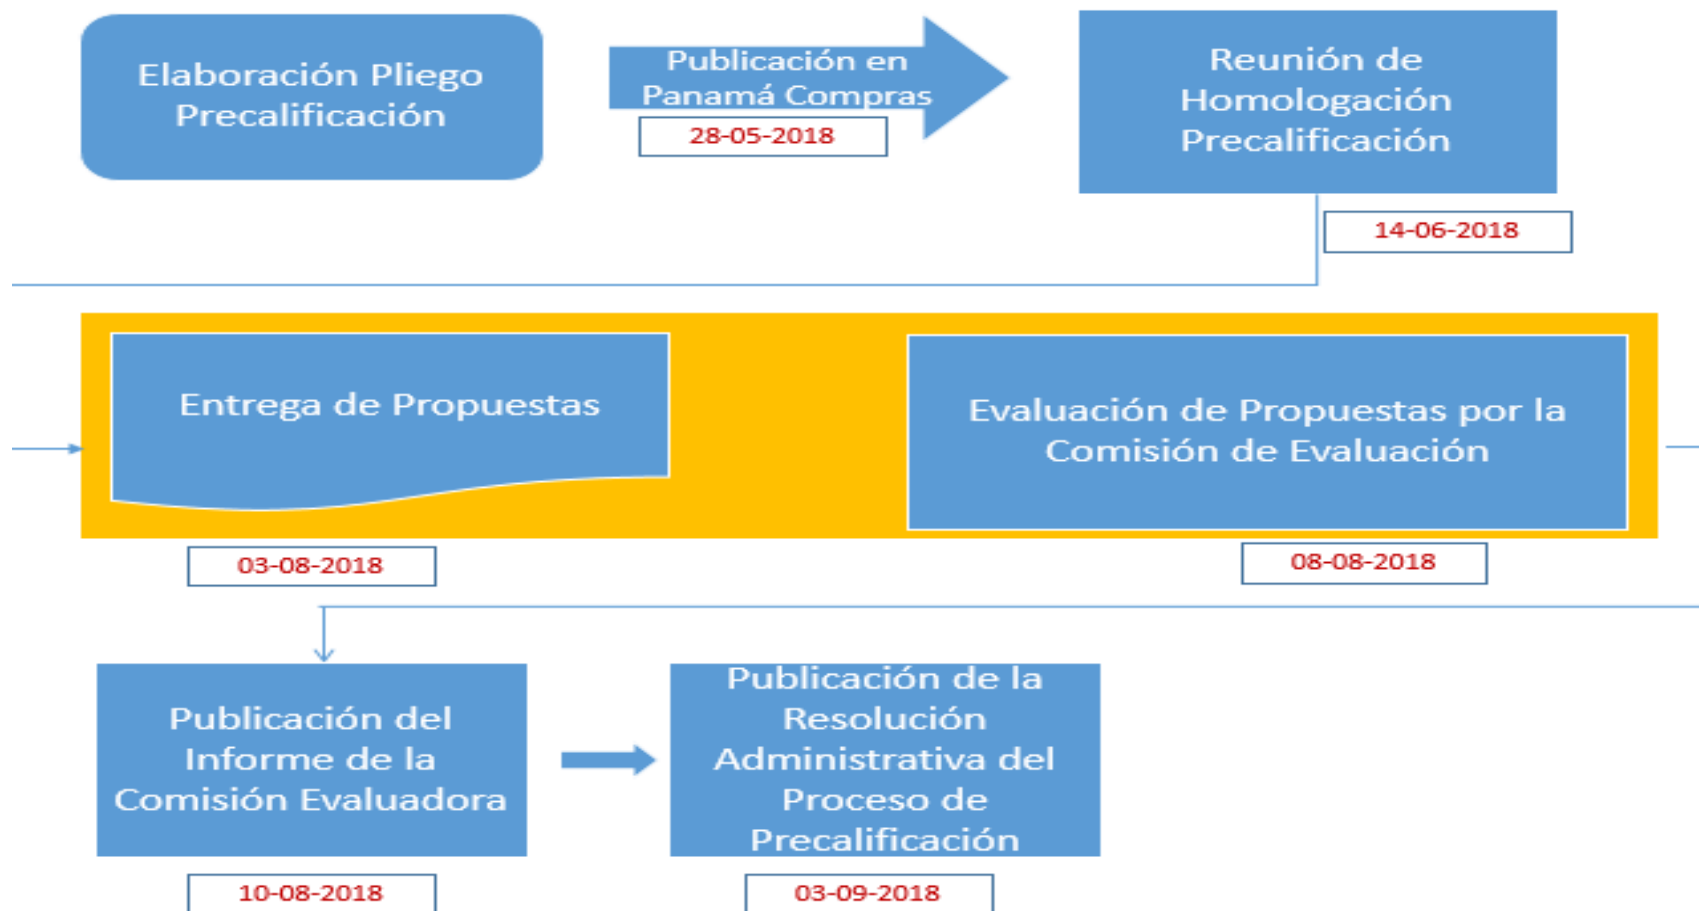 Elaboración Pliego
Precalificación
Publicación en
Panamá Compras
28-05-2018
Reunión de
Homologación
Precalificación
14-06-2018
Entrega de Propuestas
03-08-2018
Evaluación de Propuestas por la
Comisión de Evaluación
08-08-2018
Publicación del
Informe de la
Comisión Evaluadora
10-08-2018
Publicación de la
Resolución
Administrativa del
Proceso de
Precalificación
03-09-2018